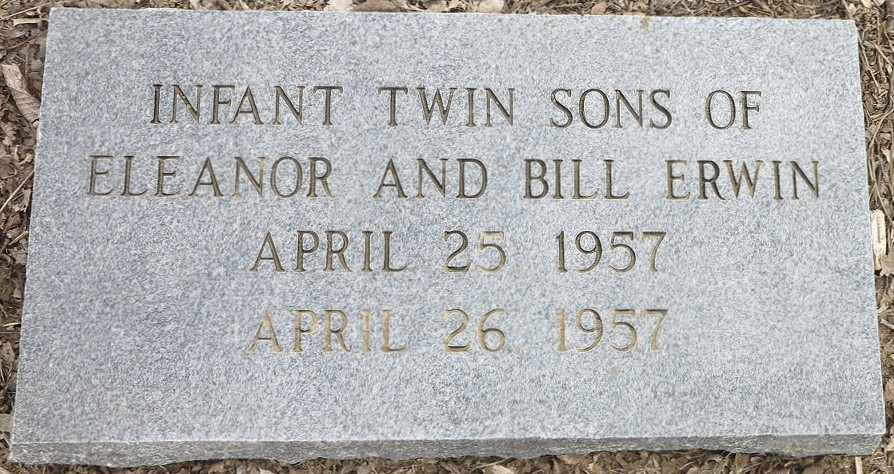 INFANT TWIN SONS OF
ELEANOR AND BILL ERWIN
APRIL 25, 1957
APRIL 26, 1957